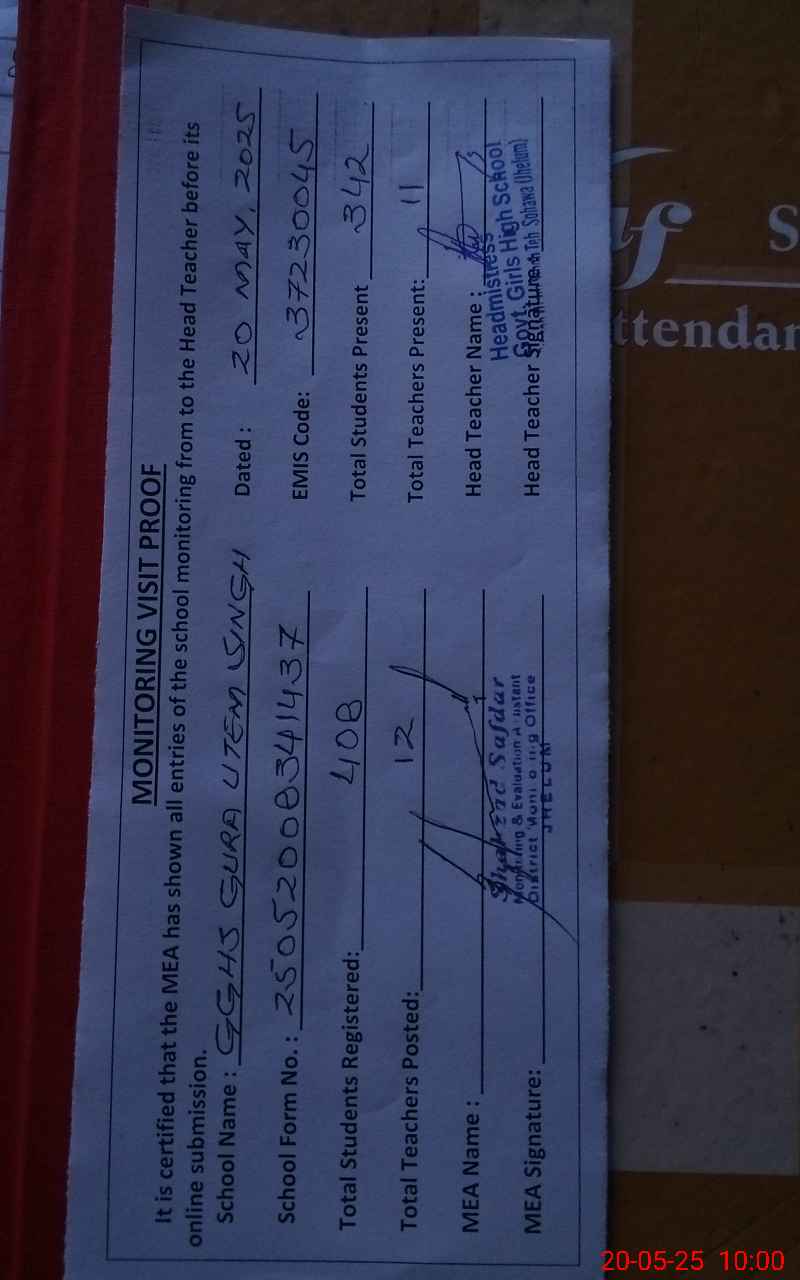 MONITORING VISIT PROOF
It is certified that the MEA has shown all entries of the school monitoring from to the Head Teacher before its
online submission.
School Name : GGHS GURA UTEM SINGH Dated : 20 MAY, 2025
School Form No. : 25052008341437 EMIS Code: 37230045
Total Students Registered: 408 Total Students Present 342
Total Teachers Posted: 12 Total Teachers Present: 11
MEA Name : Head Teacher Name :
Safdar
Monitoring & Evaluation Assistant
District Monitoring Office
JHELUM
Headmistress
Govt. Girls High School
Teh Sohawa (Jhelum)
MEA Signature: Head Teacher Signature
S
ttendar
20-05-25 10:00